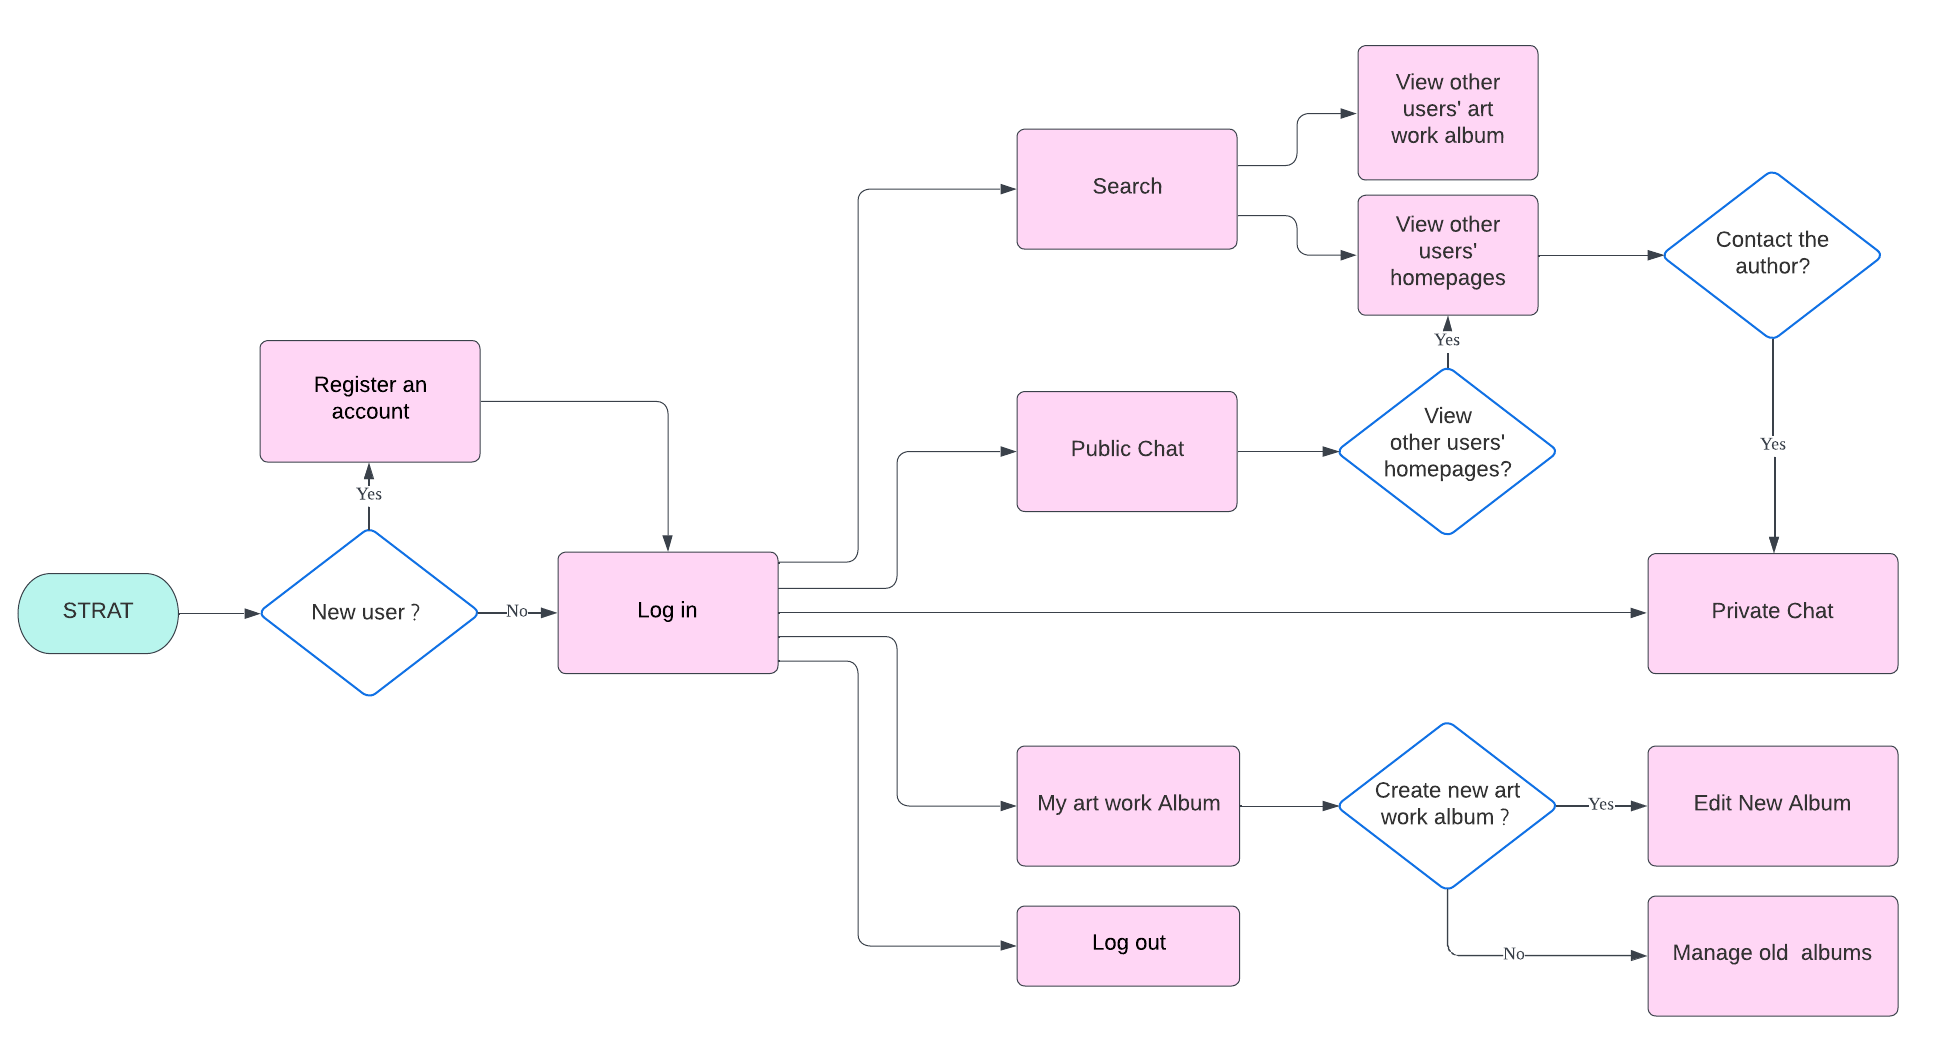 STRAT
New user？
Yes
No
Register an
account
Log in
Search
View other
users' art
work album
View other
users'
homepages
Contact the
author?
Yes
Public Chat
View
other users'
homepages?
Yes
Private Chat
My art work Album
Create new art
work album？
Yes
Edit New Album
No
Manage old  albums
Log out